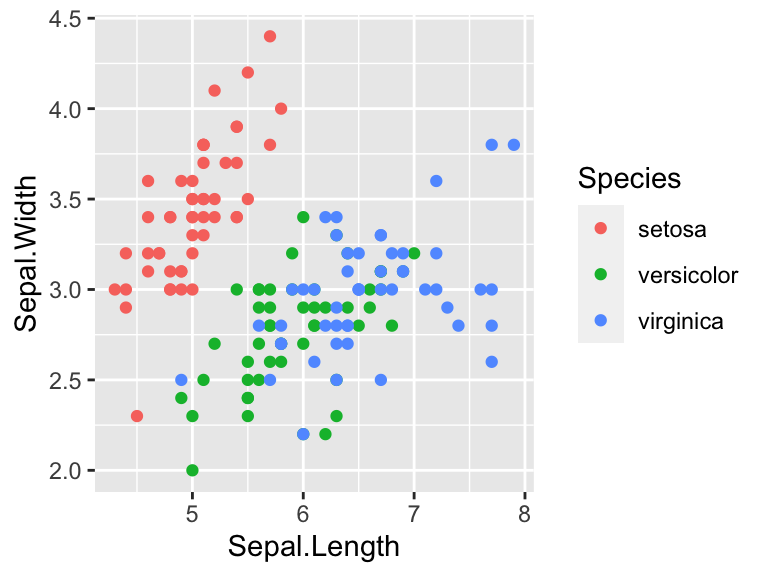 4.5
4.0
3.5
3.0
2.5
2.0
Sepal.Width
5 6 7 8
Sepal.Length
Species
setosa
versicolor
virginica